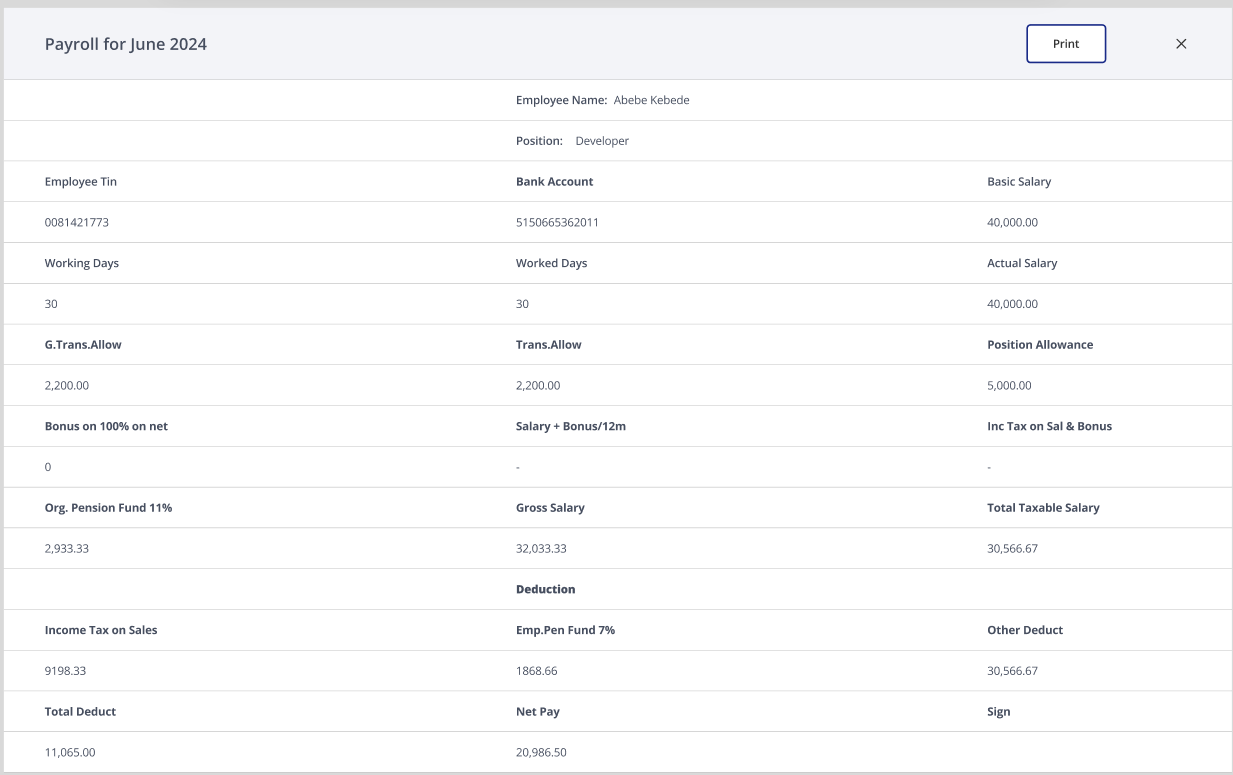 Payroll for June 2024 Print
Employee Name: Abebe Kebede
Position: Developer
Employee Tin Bank Account Basic Salary
0081421773 5150665362011 40,000.00
Working Days Worked Days Actual Salary
30 30 40,000.00
G.Trans.Allow Trans.Allow Position Allowance
2,200.00 2,200.00 5,000.00
Bonus on 100% on net Salary + Bonus/12m Inc Tax on Sal & Bonus
0 - -
Org. Pension Fund 11% Gross Salary Total Taxable Salary
2,933.33 32,033.33 30,566.67
Deduction
Income Tax on Sales Emp.Pen Fund 7% Other Deduct
9198.33 1868.66 30,566.67
Total Deduct Net Pay Sign
11,065.00 20,986.50